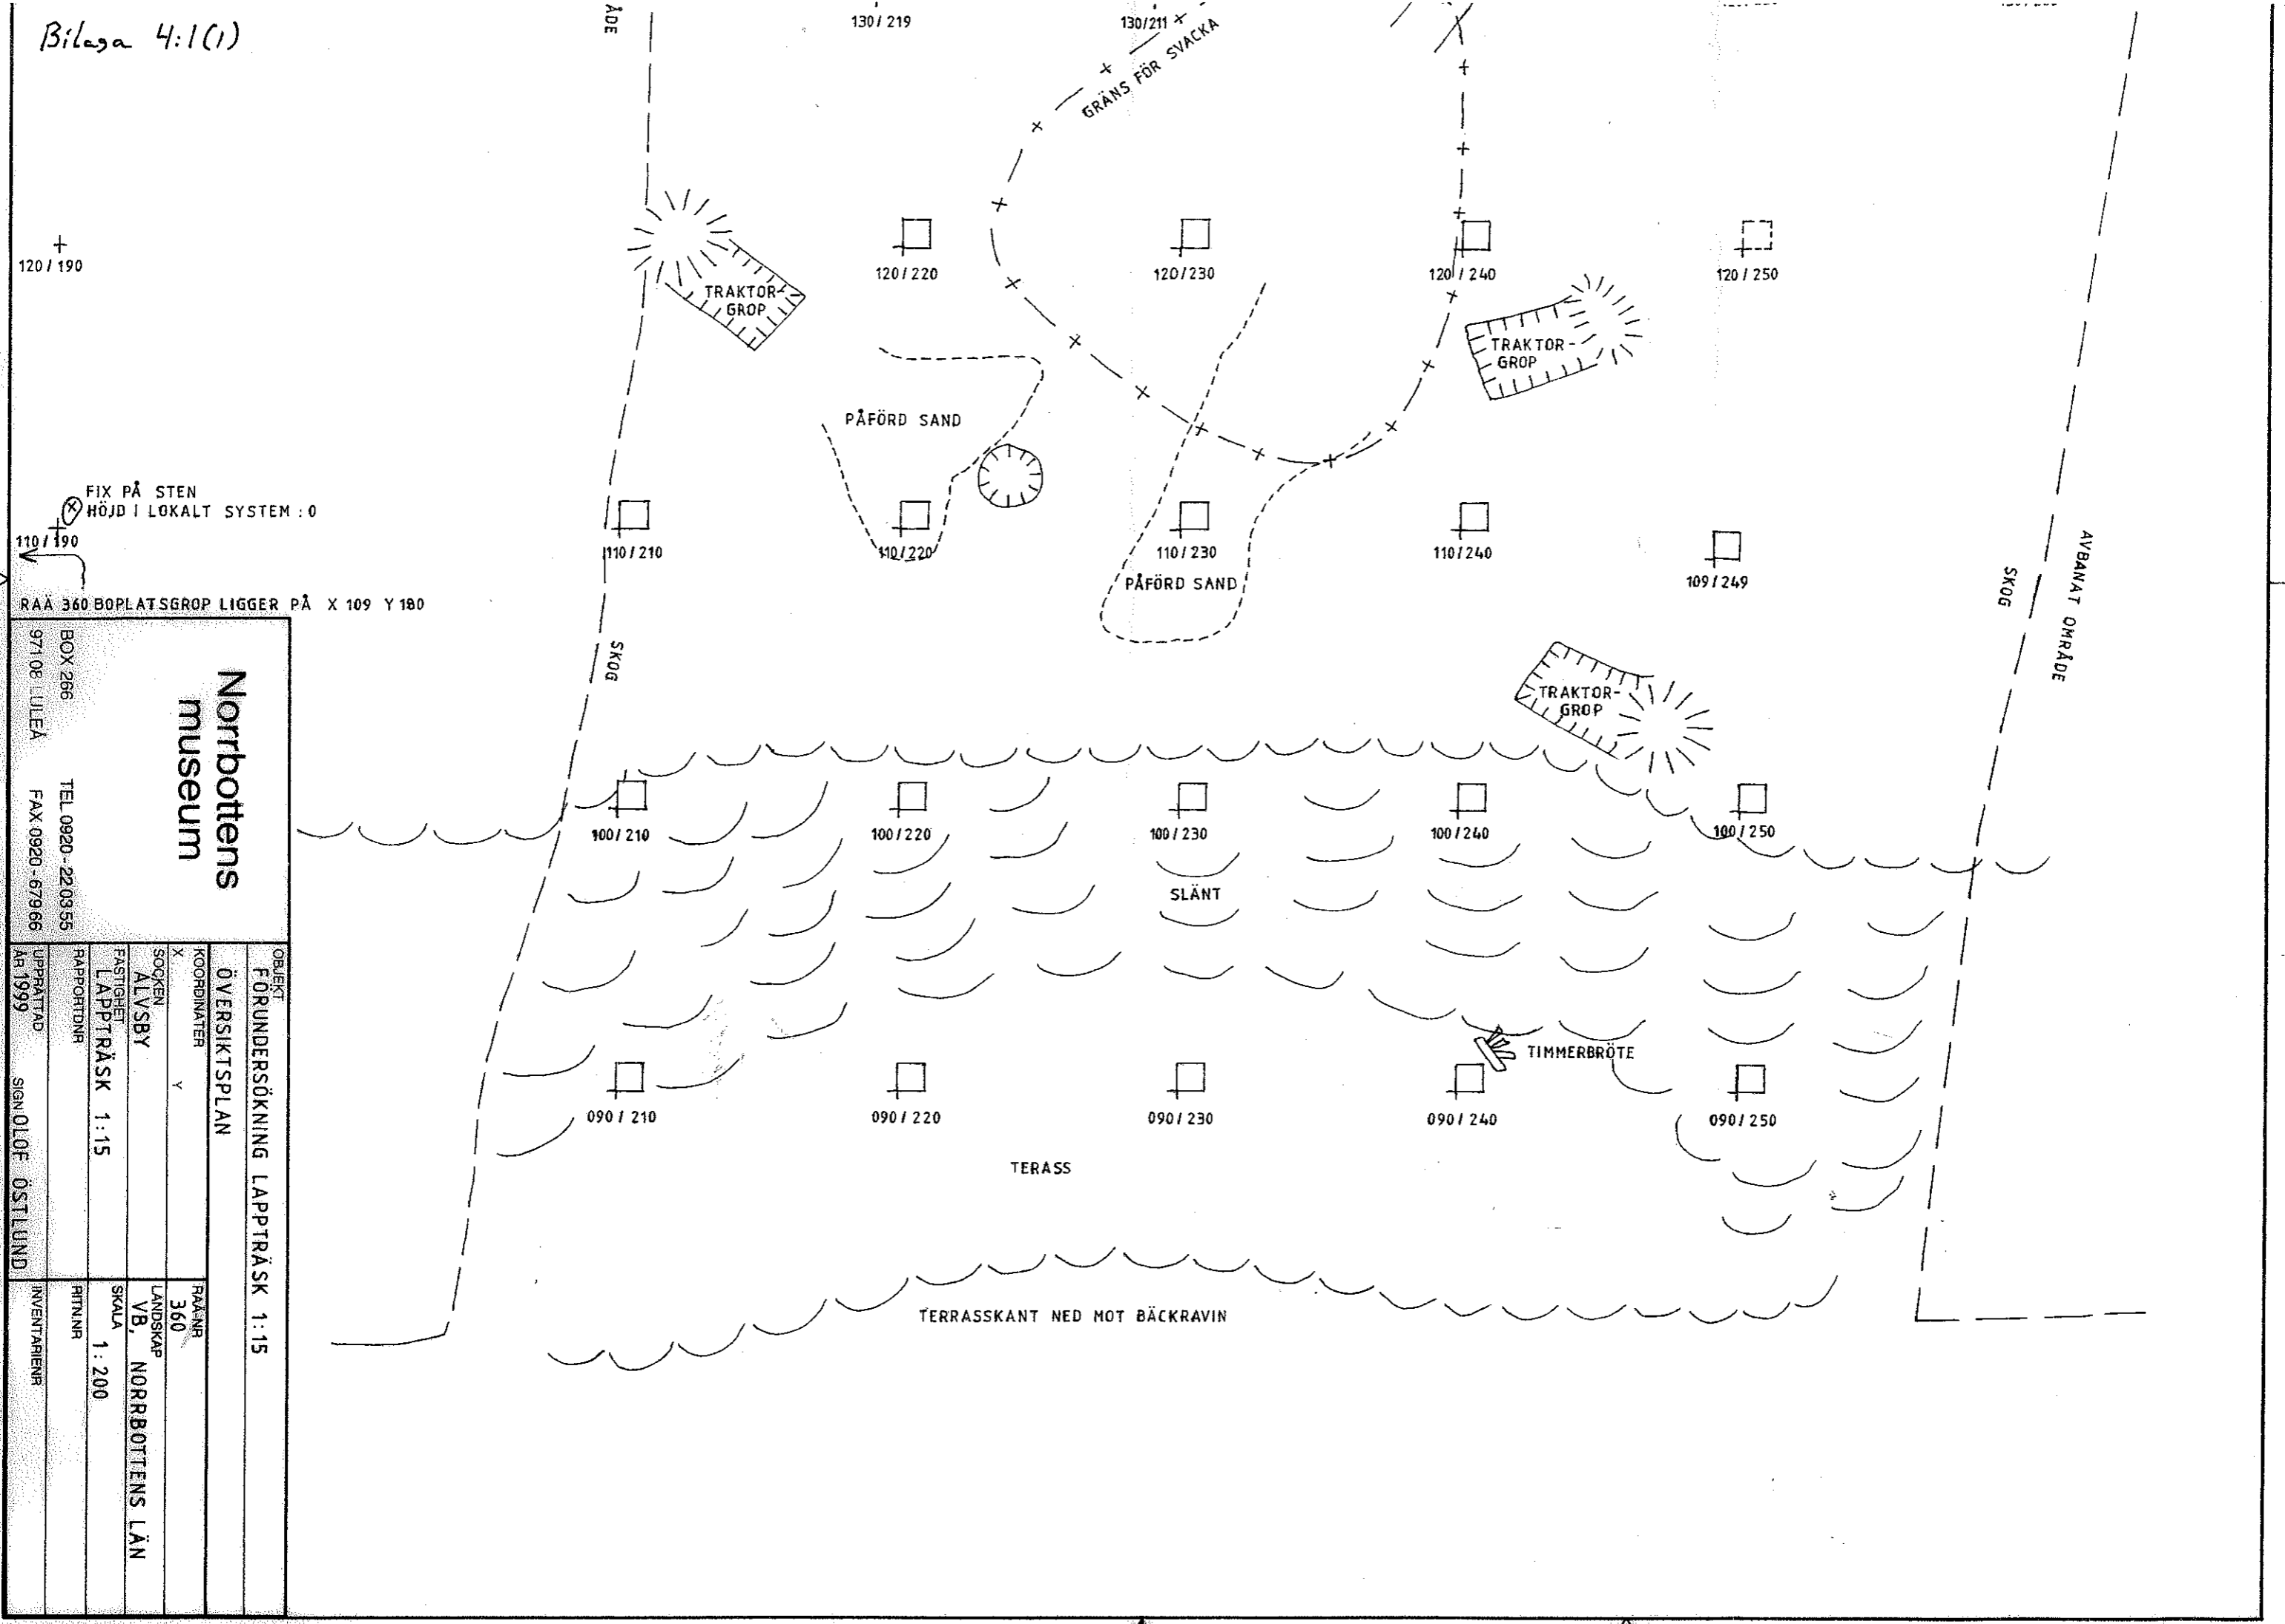 Bilaga 4:1(1)
ÅDE
130/219
130/211
GRÄNS FÖR SVACKA
120/190
TRAKTOR-
GROP
120/220
120/230
120/240
120/250
TRAKTOR-
GROP
PÅFÖRD SAND
FIX PÅ STEN
HÖJD I LOKALT SYSTEM : 0
110/190
110/210
110/220
110/230
110/240
109/249
PÅFÖRD SAND
RAÄ 360 BOPLATSGROP LIGGER PÅ X 109 Y 180
SKOG
SKOG
AVBANAT OMRÅDE
TRAKTOR-
GROP
100/210
100/220
100/230
100/240
100/250
SLÄNT
TIMMERBRÖTE
090/210
090/220
090/230
090/240
090/250
TERASS
TERRASSKANT NED MOT BÄCKRAVIN
Norrbottens
museum
BOX 266 TEL 0920-220355
971 08 LULEÅ FAX 0920-67966
OBJEKT
FÖRUNDERSÖKNING LAPPTRÄSK 1:15
ÖVERSIKTSPLAN
KOORDINATER
X Y
RAÄ-NR
360
SOCKEN
ÄLVSBY
LANDSKAP
VB, NORRBOTTENS LÄN
FASTIGHET
LAPPTRÄSK 1:15
SKALA
1:200
RAPPORTDNR
RITN.NR
UPPRÄTTAD
ÅR 1999
SIGN OLOF ÖSTLUND
INVENTARIENR